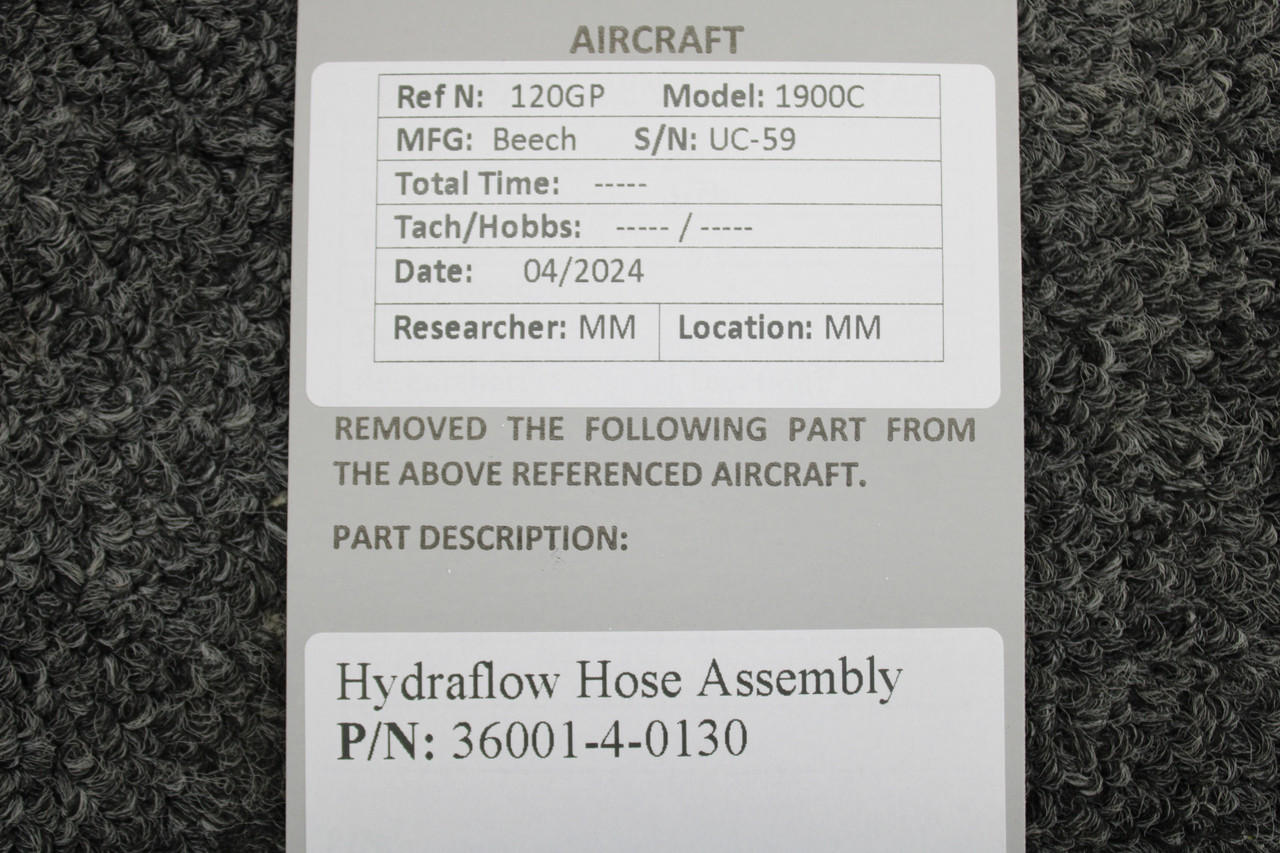 AIRCRAFT
Ref N: 120GP Model: 1900C
MFG: Beech S/N: UC-59
Total Time: -----
Tach/Hobbs: ----- / -----
Date: 04/2024
Researcher: MM Location: MM
REMOVED THE FOLLOWING PART FROM
THE ABOVE REFERENCED AIRCRAFT.
PART DESCRIPTION:
Hydraflow Hose Assembly
P/N: 36001-4-0130